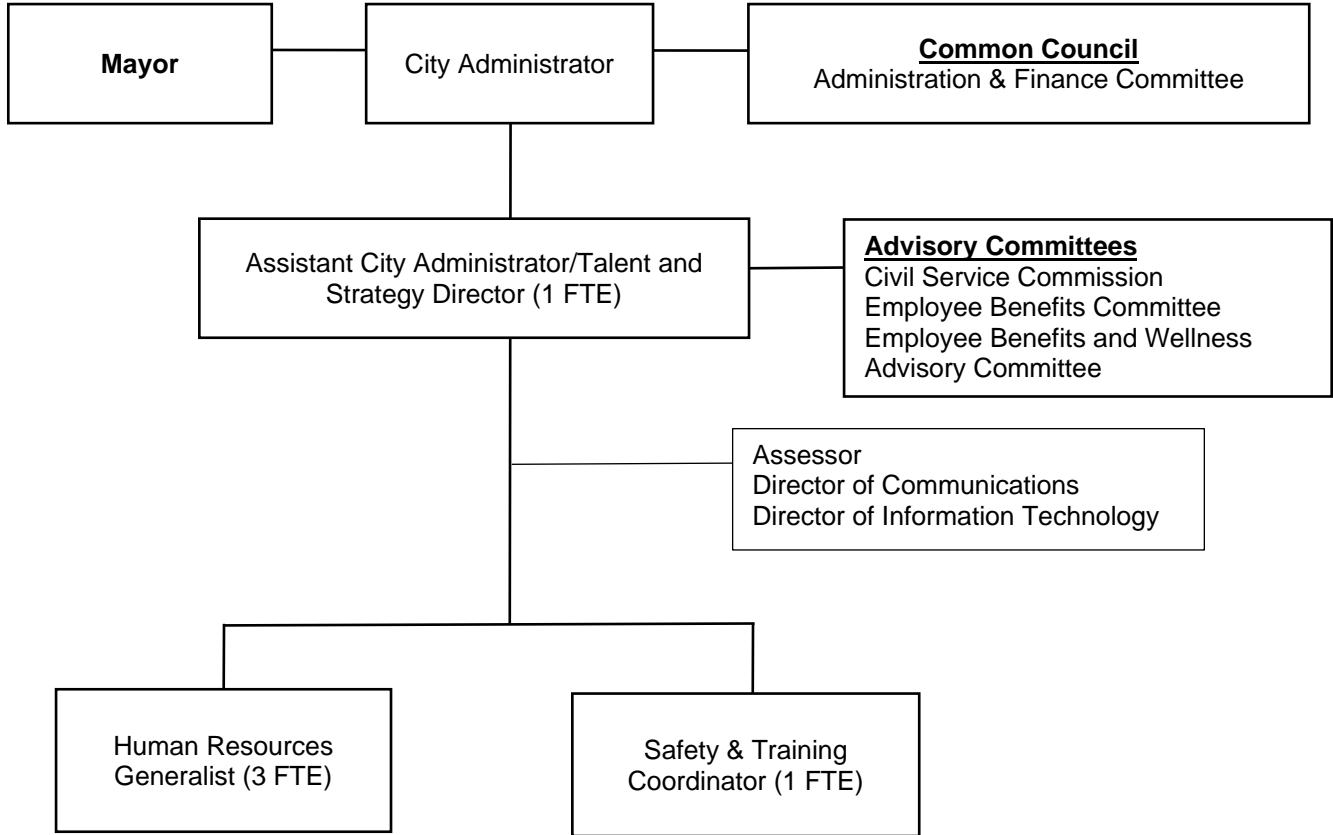 Mayor
City Administrator
Common Council
Administration & Finance Committee
Assistant City Administrator/Talent and
Strategy Director (1 FTE)
Advisory Committees
Civil Service Commission
Employee Benefits Committee
Employee Benefits and Wellness
Advisory Committee
Assessor
Director of Communications
Director of Information Technology
Human Resources
Generalist (3 FTE)
Safety & Training
Coordinator (1 FTE)